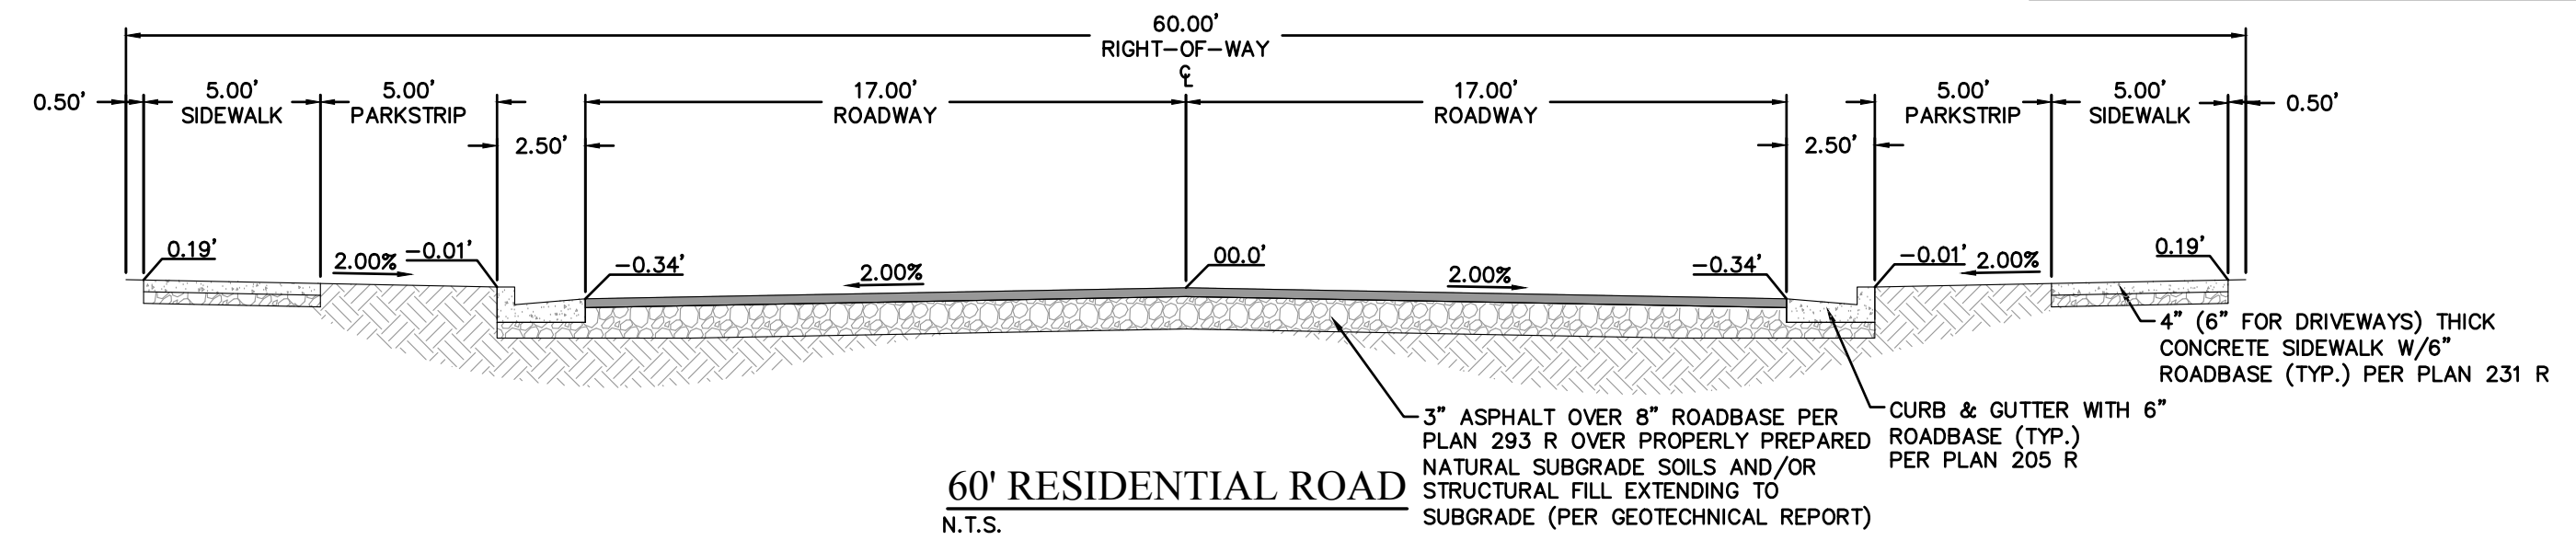 60.00'
RIGHT-OF-WAY
℄
0.50'
5.00'
SIDEWALK
5.00'
PARKSTRIP
2.50'
17.00'
ROADWAY
17.00'
ROADWAY
2.50'
5.00'
PARKSTRIP
5.00'
SIDEWALK
0.50'
0.19'
2.00%
-0.01'
-0.34'
2.00%
00.0'
2.00%
-0.34'
-0.01'
2.00%
0.19'
4" (6" FOR DRIVEWAYS) THICK
CONCRETE SIDEWALK W/6"
ROADBASE (TYP.) PER PLAN 231 R
CURB & GUTTER WITH 6"
ROADBASE (TYP.)
PER PLAN 205 R
3" ASPHALT OVER 8" ROADBASE PER
PLAN 293 R OVER PROPERLY PREPARED
NATURAL SUBGRADE SOILS AND/OR
STRUCTURAL FILL EXTENDING TO
SUBGRADE (PER GEOTECHNICAL REPORT)
60' RESIDENTIAL ROAD
N.T.S.